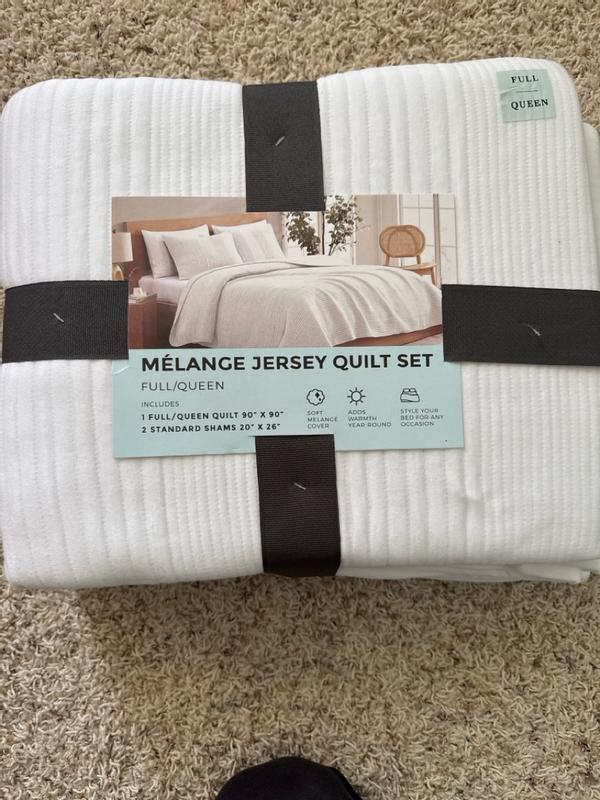 FULL
QUEEN
MÉLANGE JERSEY QUILT SET
FULL/QUEEN
INCLUDES
1 FULL/QUEEN QUILT 90" X 90"
2 STANDARD SHAMS 20" X 26"
SOFT
MELANGE
COVER
ADDS
WARMTH
YEAR-ROUND
STYLE YOUR
BED FOR ANY
OCCASION